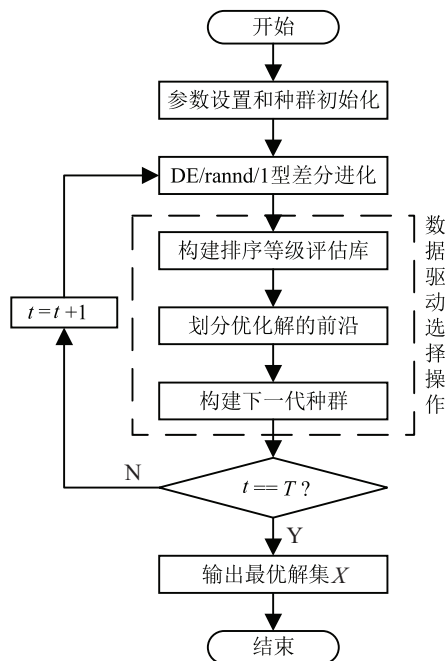 开始
参数设置和种群初始化
DE/rannd/1型差分进化
构建排序等级评估库
数据驱动选择操作
t=t+1
划分优化解的前沿
构建下一代种群
N
t==T?
Y
输出最优解集X
结束